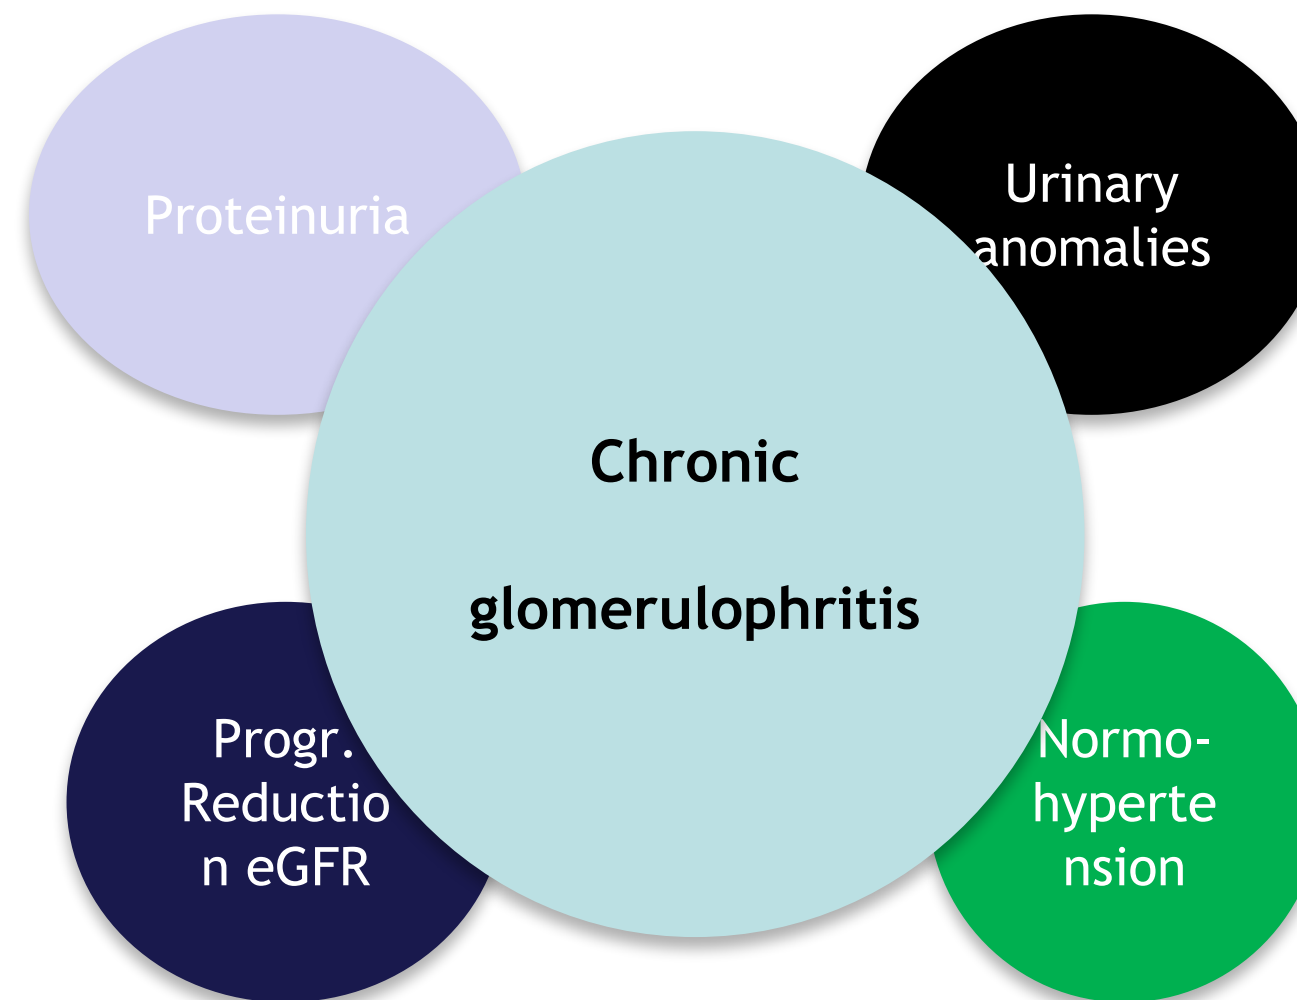 Proteinuria
Urinary
anomalies
Chronic
glomerulophritis
Progr.
Reductio
n eGFR
Normo-
hyperte
nsion